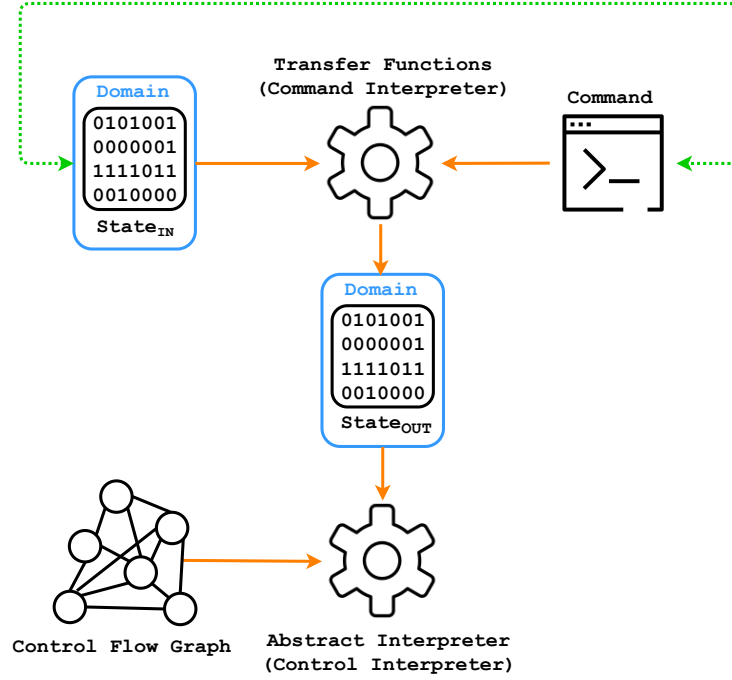 Transfer Functions
(Command Interpreter)
Command
Domain
0101001
0000001
1111011
0010000
StateIN
Domain
0101001
0000001
1111011
0010000
StateOUT
Control Flow Graph
Abstract Interpreter
(Control Interpreter)